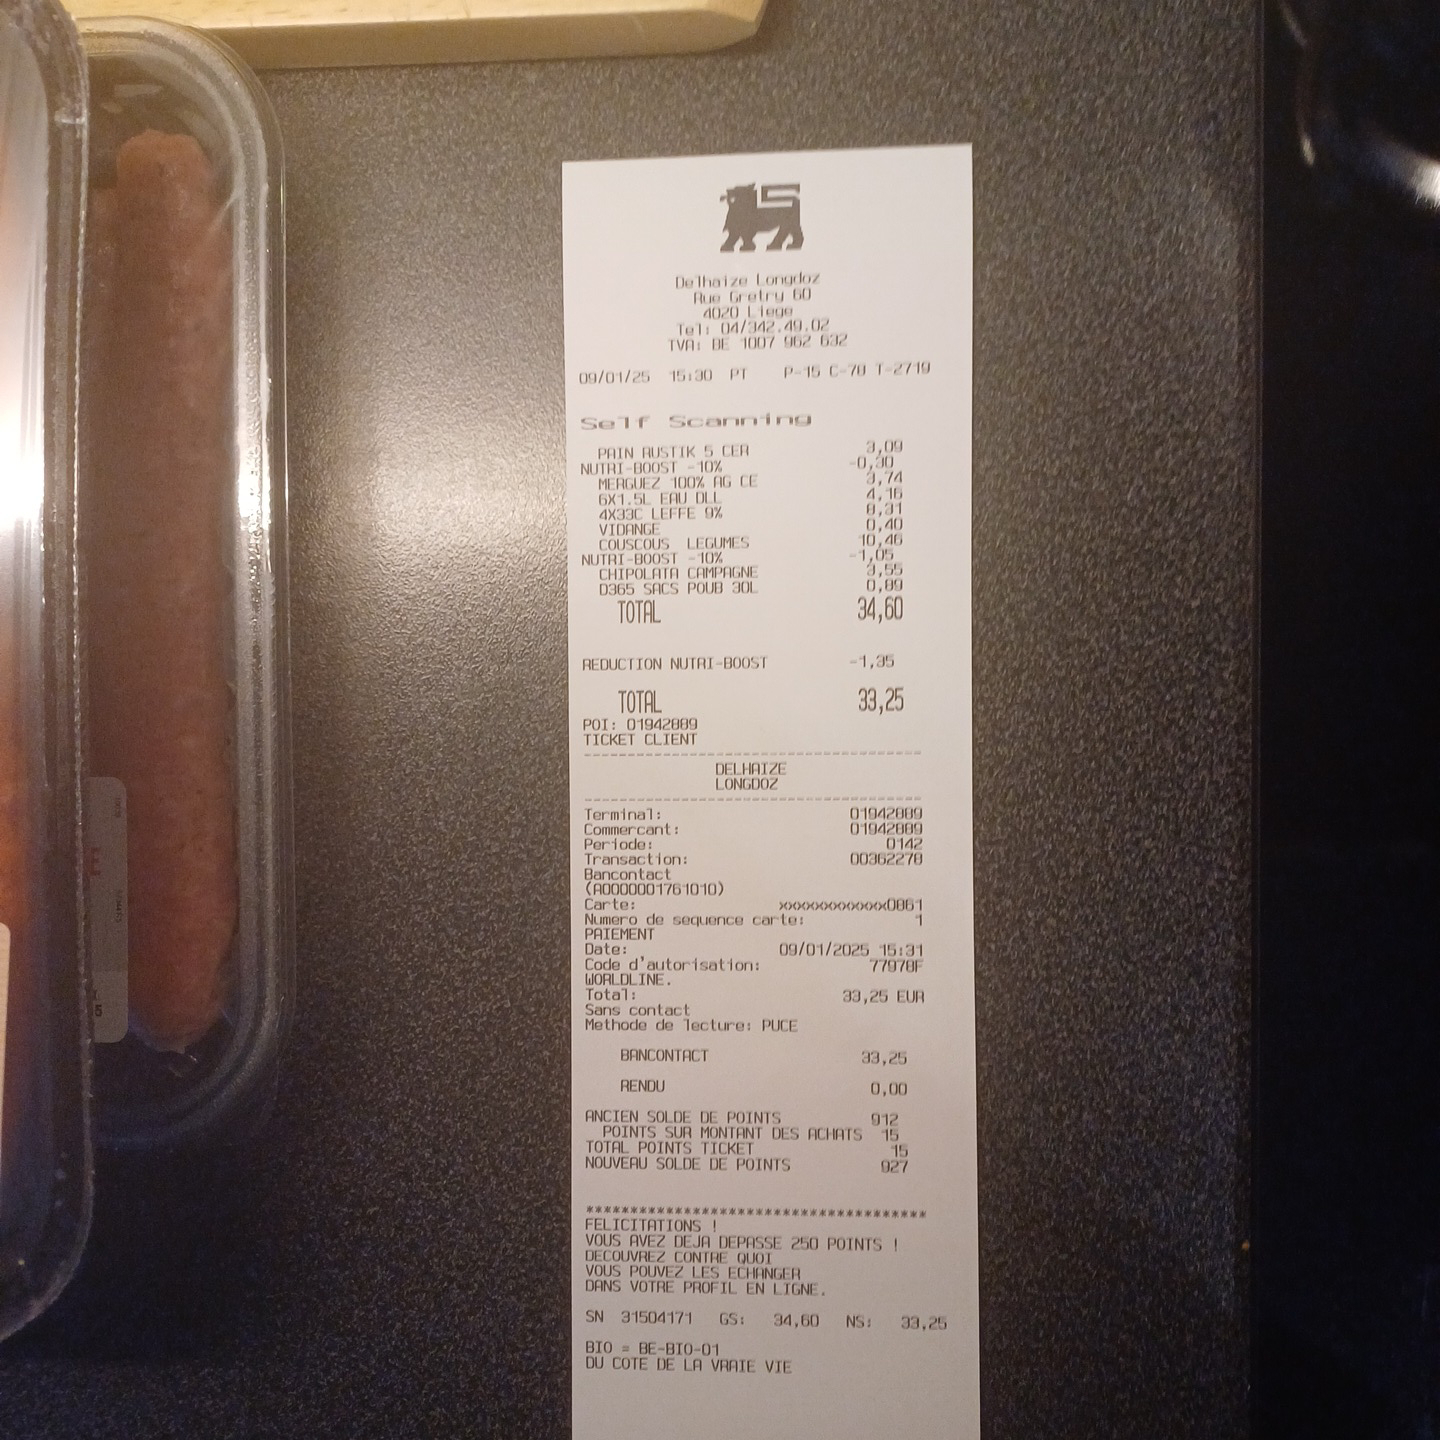 Delhaize Longdoz
Rue Gretry 60
4020 Liege
Tel: 04/342.49.02
TVA: BE 1007 962 632
09/01/25 15:30 PT P-15 C-78 T-2719
Self Scanning
PAIN RUSTIK 5 CER 3,09
NUTRI-BOOST -10% -0,30
MERGUEZ 100% AG CE 3,74
6X1.5L EAU DLL 4,16
4X33C LEFFE 9% 8,31
VIDANGE 0,40
COUSCOUS LEGUMES 10,46
NUTRI-BOOST -10% -1,05
CHIPOLATA CAMPAGNE 3,55
D365 SACS POUB 30L 0,89
TOTAL 34,60
REDUCTION NUTRI-BOOST -1,35
TOTAL 33,25
POI: 01942889
TICKET CLIENT
DELHAIZE
LONGDOZ
Terminal: 01942889
Commercant: 01942889
Periode: 0142
Transaction: 00362278
Bancontact
(A0000001761010)
Carte: xxxxxxxxxxxxx0861
Numero de sequence carte: 1
PAIEMENT
Date: 09/01/2025 15:31
Code d'autorisation: 77978F
WORLDLINE.
Total: 33,25 EUR
Sans contact
Methode de lecture: PUCE
BANCONTACT 33,25
RENDU 0,00
ANCIEN SOLDE DE POINTS 912
POINTS SUR MONTANT DES ACHATS 15
TOTAL POINTS TICKET 15
NOUVEAU SOLDE DE POINTS 927
*************************************
FELICITATIONS !
VOUS AVEZ DEJA DEPASSE 250 POINTS !
DECOUVREZ CONTRE QUOI
VOUS POUVEZ LES ECHANGER
DANS VOTRE PROFIL EN LIGNE.
SN 31504171 GS: 34,60 NS: 33,25
BIO = BE-BIO-01
DU COTE DE LA VRAIE VIE